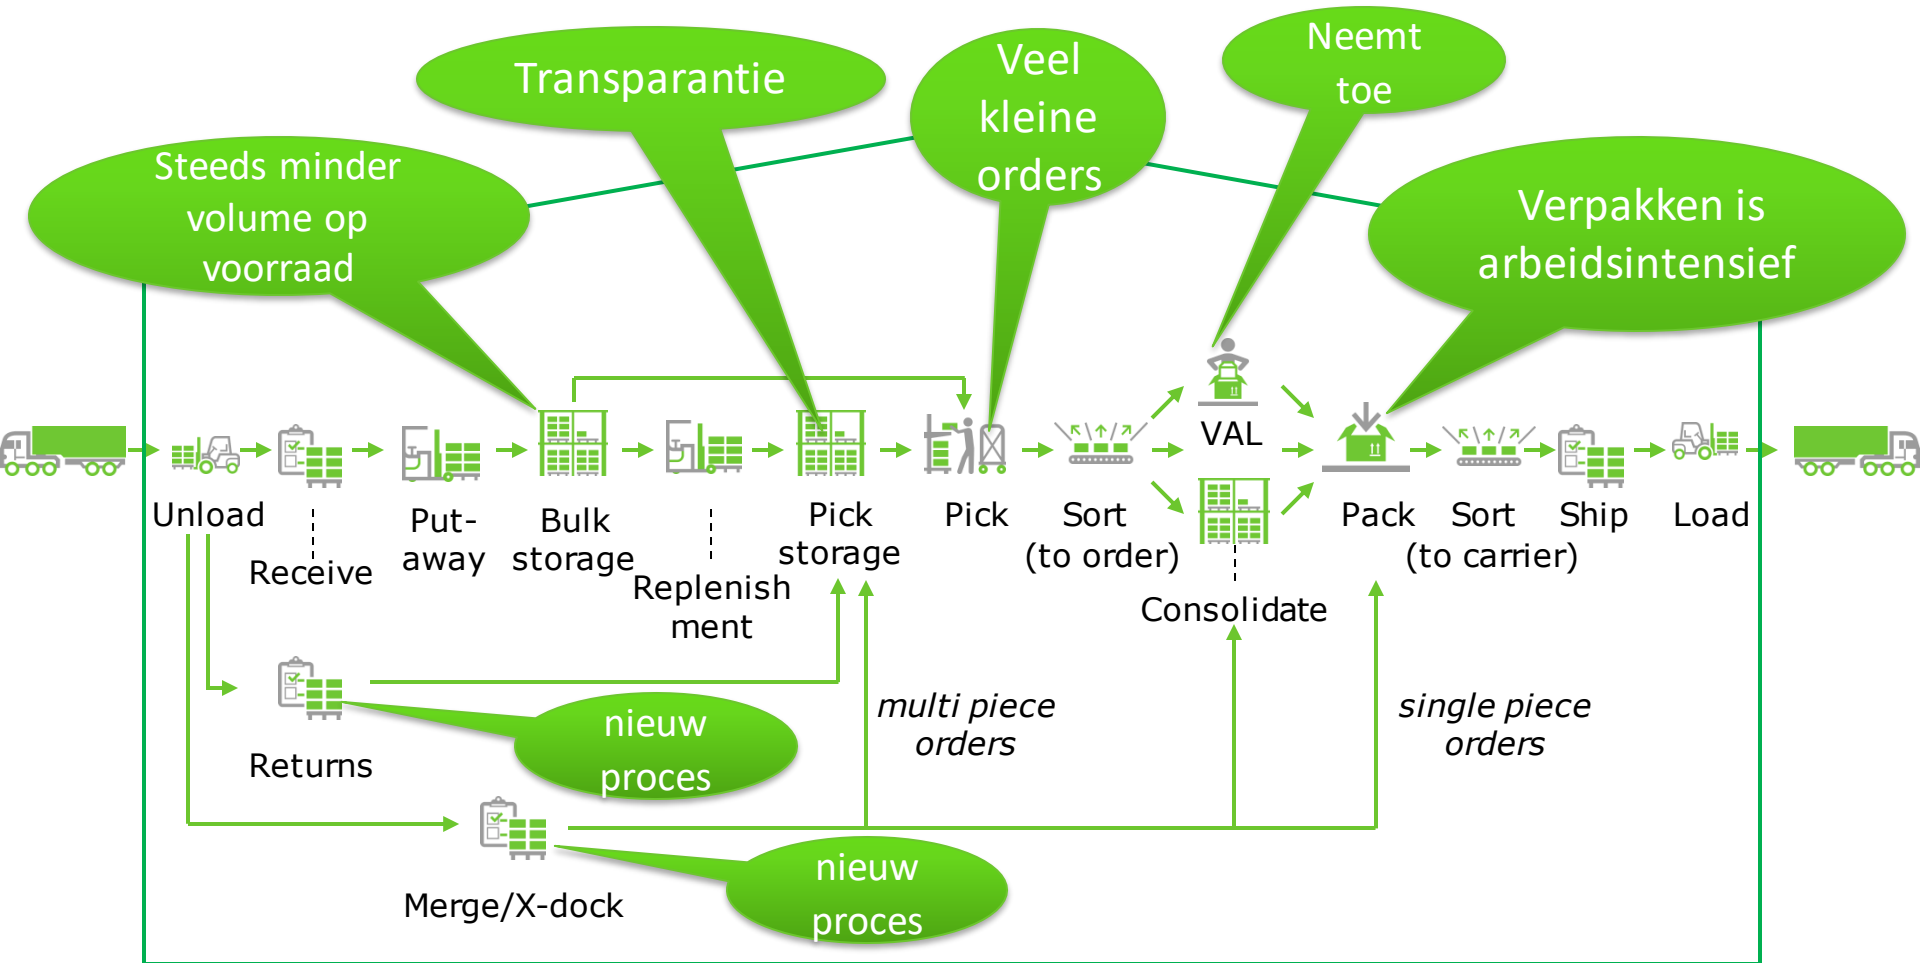 Neemt
toe
Veel
kleine
orders
Transparantie
Steeds minder
volume op
voorraad
Verpakken is
arbeidsintensief
VAL
Unload
Receive
Put-
away
Bulk
storage
Replenish
ment
Pick
storage
Pick
Sort
(to order)
Consolidate
Pack
Sort
(to carrier)
Ship
Load
multi piece
orders
single piece
orders
Returns
nieuw
proces
Merge/X-dock
nieuw
proces